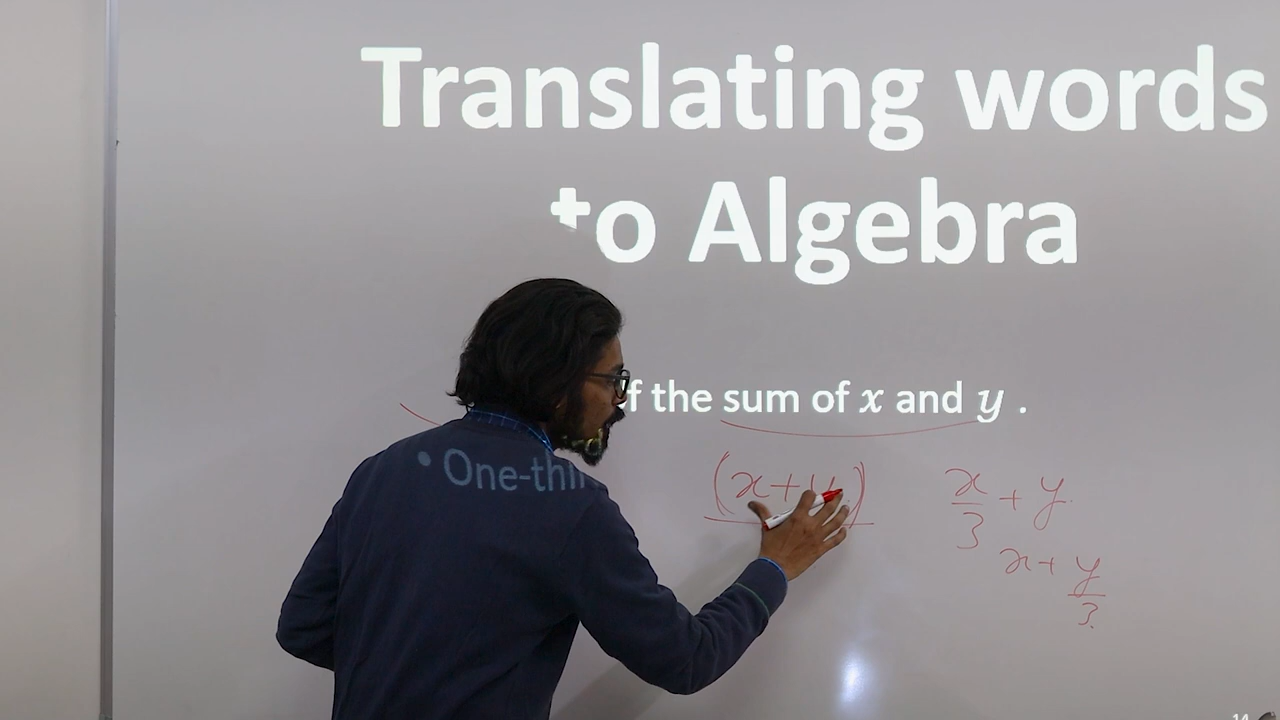 Translating words
to Algebra
• One-thi
f the sum of x and y .
(x+y)
x/3 + y
x + y/3